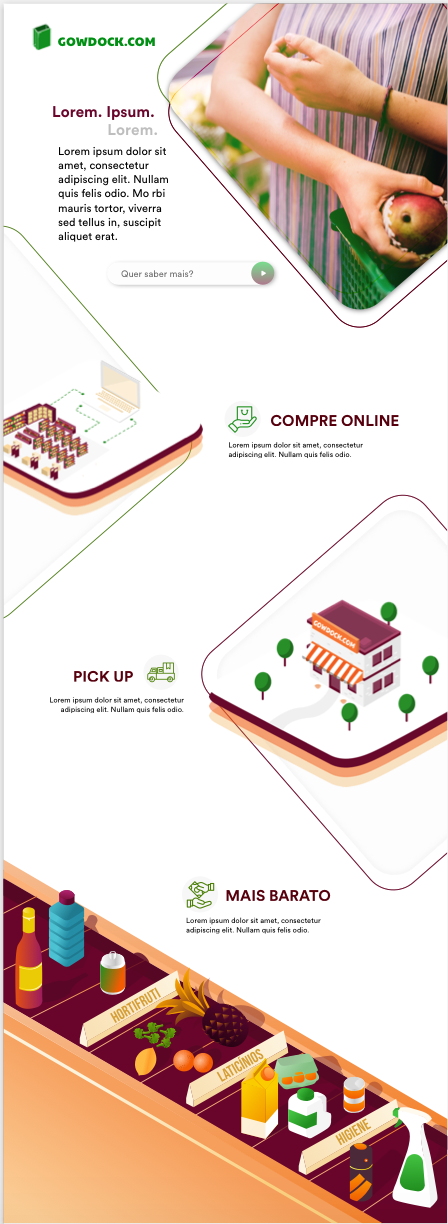 GOWDOCK.COM
Lorem. Ipsum.
Lorem.
Lorem ipsum dolor sit
amet, consectetur
adipiscing elit. Nullam
quis felis odio. Mo rbi
mauris tortor, viverra
sed tellus in, suscipit
aliquet erat.
Quer saber mais?
COMPRE ONLINE
Lorem ipsum dolor sit amet, consectetur
adipiscing elit. Nullam quis felis odio.
GOWDOCK.COM
PICK UP
Lorem ipsum dolor sit amet, consectetur
adipiscing elit. Nullam quis felis odio.
MAIS BARATO
Lorem ipsum dolor sit amet, consectetur
adipiscing elit. Nullam quis felis odio.
HORTIFRUTI
LATICÍNIOS
HIGIENE